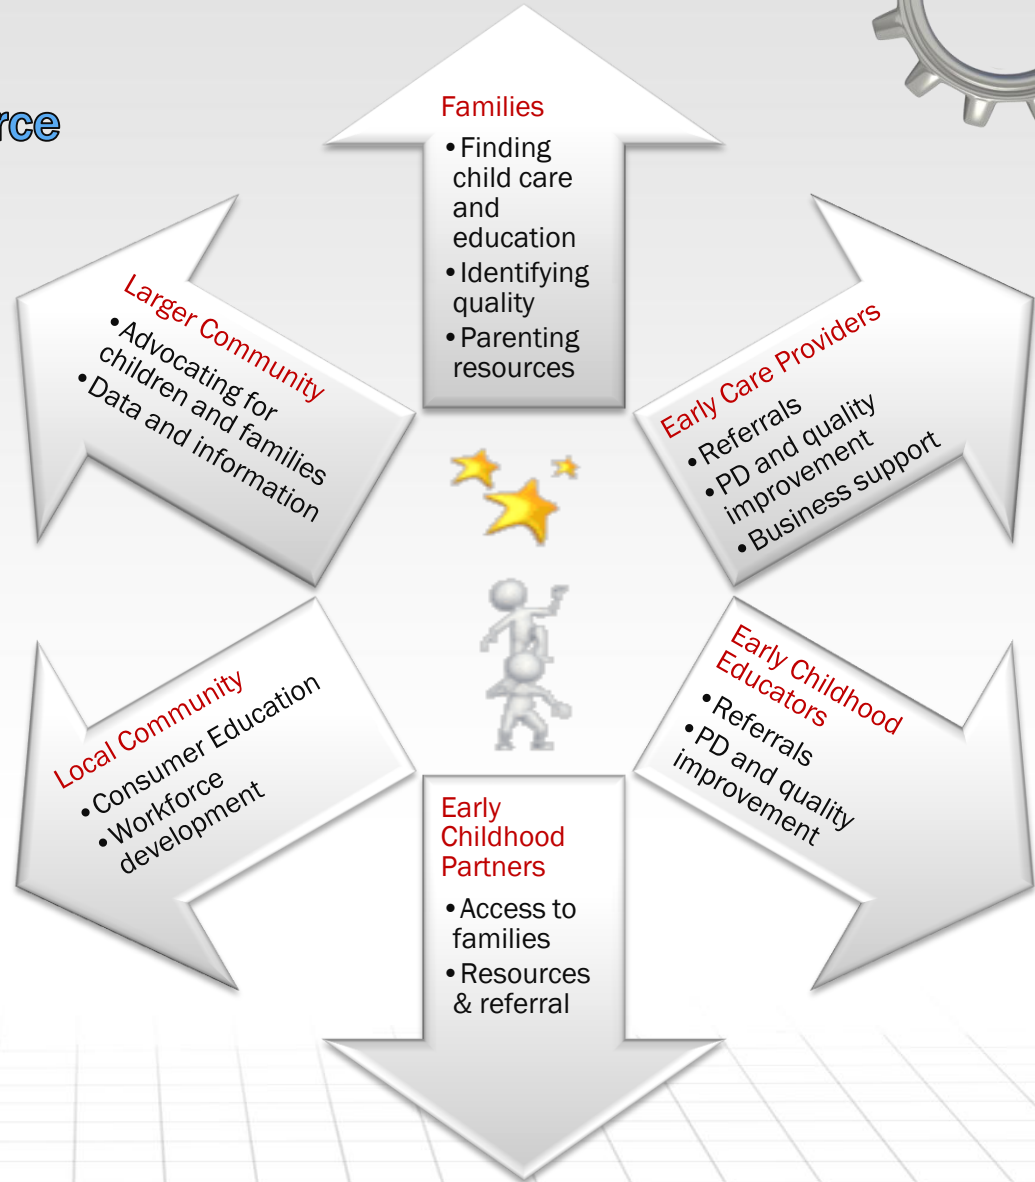 Families
•Finding
child care
and
education
•Identifying
quality
•Parenting
resources
Early Care Providers
•Referrals
•PD and quality
improvement
•Business support
Early Childhood
Educators
•Referrals
•PD and quality
improvement
Early
Childhood
Partners
•Access to
families
•Resources
& referral
Local Community
•Consumer Education
•Workforce
development
Larger Community
•Advocating for
children and families
•Data and information